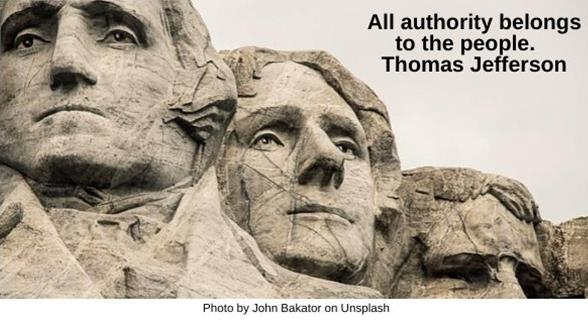 All authority belongs
to the people.
Thomas Jefferson
Photo by John Bakator on Unsplash